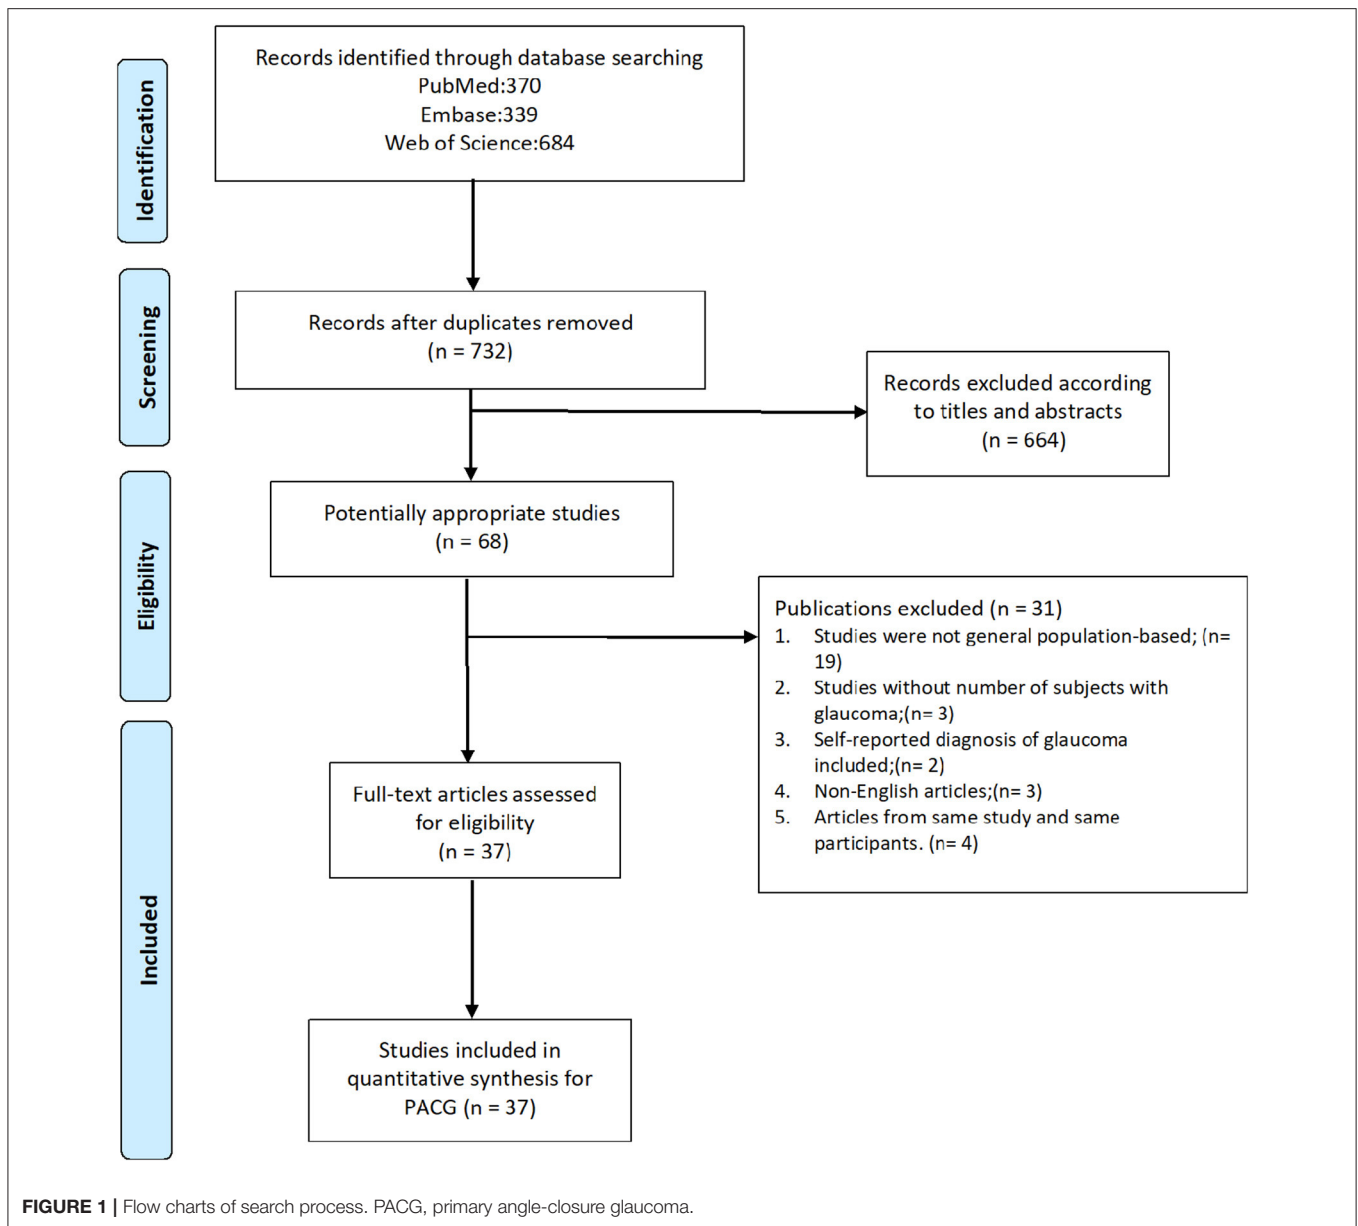 Identification
Records identified through database searching
PubMed:370
Embase:339
Web of Science:684
Screening
Records after duplicates removed
(n = 732)
Records excluded according
to titles and abstracts
(n = 664)
Eligibility
Potentially appropriate studies
(n = 68)
Publications excluded (n = 31)
1. Studies were not general population-based; (n=
19)
2. Studies without number of subjects with
glaucoma;(n= 3)
3. Self-reported diagnosis of glaucoma
included;(n= 2)
4. Non-English articles;(n= 3)
5. Articles from same study and same
participants. (n= 4)
Included
Full-text articles assessed
for eligibility
(n = 37)
Studies included in
quantitative synthesis for
PACG (n = 37)
FIGURE 1 | Flow charts of search process. PACG, primary angle-closure glaucoma.